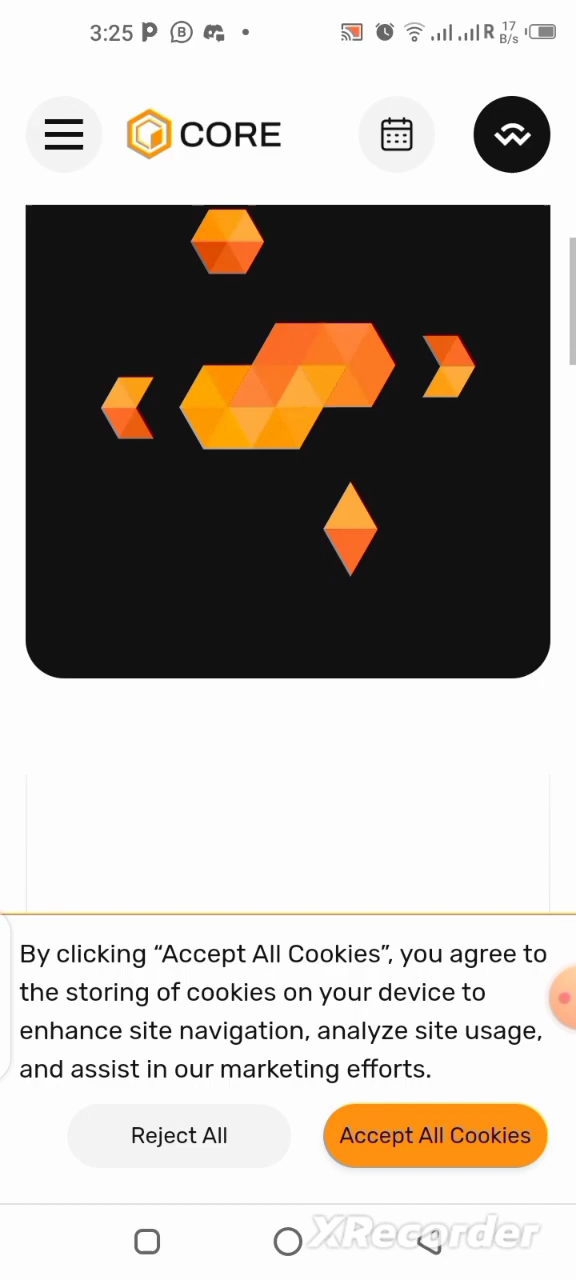 3:25
R 17 B/s
CORE
By clicking “Accept All Cookies”, you agree to
the storing of cookies on your device to
enhance site navigation, analyze site usage,
and assist in our marketing efforts.
Reject All
Accept All Cookies
XRecorder